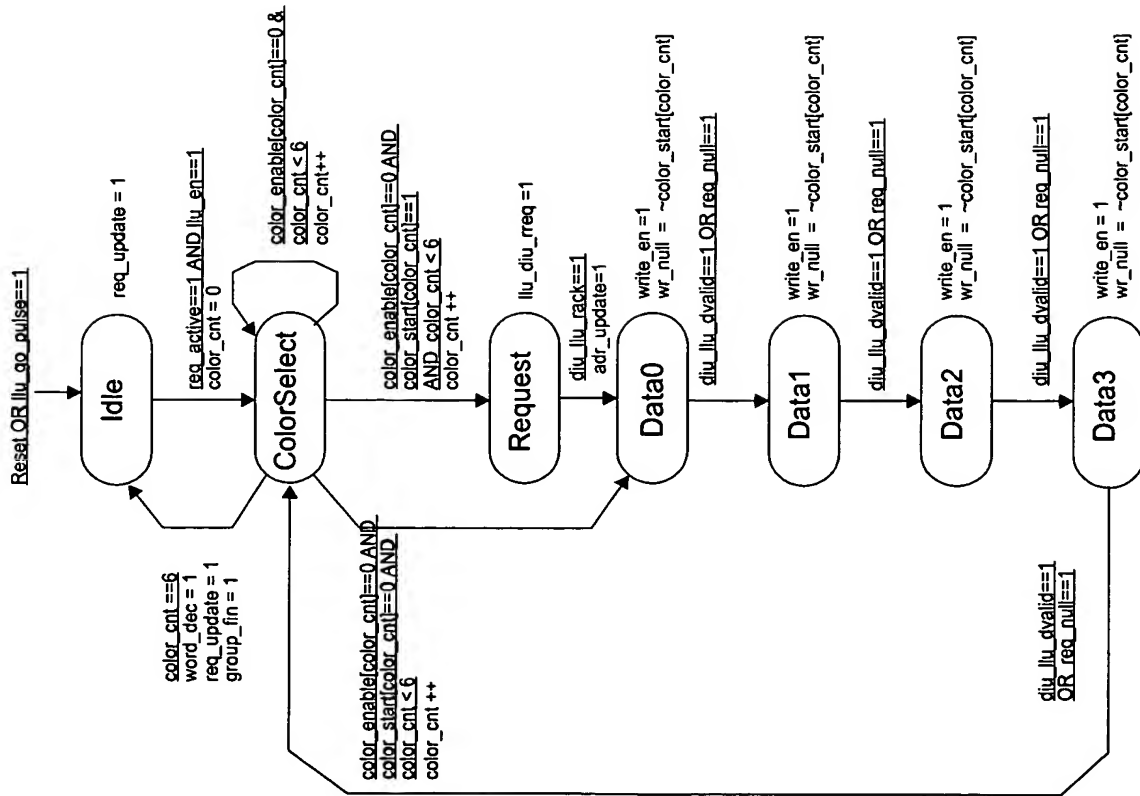 Reset OR llu_go_pulse==1
Idle
req_update = 1
req_active==1 AND llu_en==1
color_cnt = 0
color_cnt ==6
word_dec = 1
req_update = 1
group_fin = 1
ColorSelect
color_enable[color_cnt]==0 &
color_cnt < 6
color_cnt++
color_enable[color_cnt]==0 AND
color_start[color_cnt]==1
AND color_cnt < 6
color_cnt ++
color_enable[color_cnt]==0 AND
color_start[color_cnt]==0 AND
color_cnt < 6
color_cnt ++
Request
llu_diu_rreq =1
diu_llu_rack==1
adr_update=1
Data0
write_en =1
wr_null = ~color_start[color_cnt]
diu_llu_dvalid==1 OR req_null==1
Data1
write_en = 1
wr_null = ~color_start[color_cnt]
diu_llu_dvalid==1 OR req_null==1
Data2
write_en = 1
wr_null = ~color_start[color_cnt]
diu_llu_dvalid==1 OR req_null==1
Data3
write_en = 1
wr_null = ~color_start[color_cnt]
diu_llu_dvalid==1
OR req_null==1